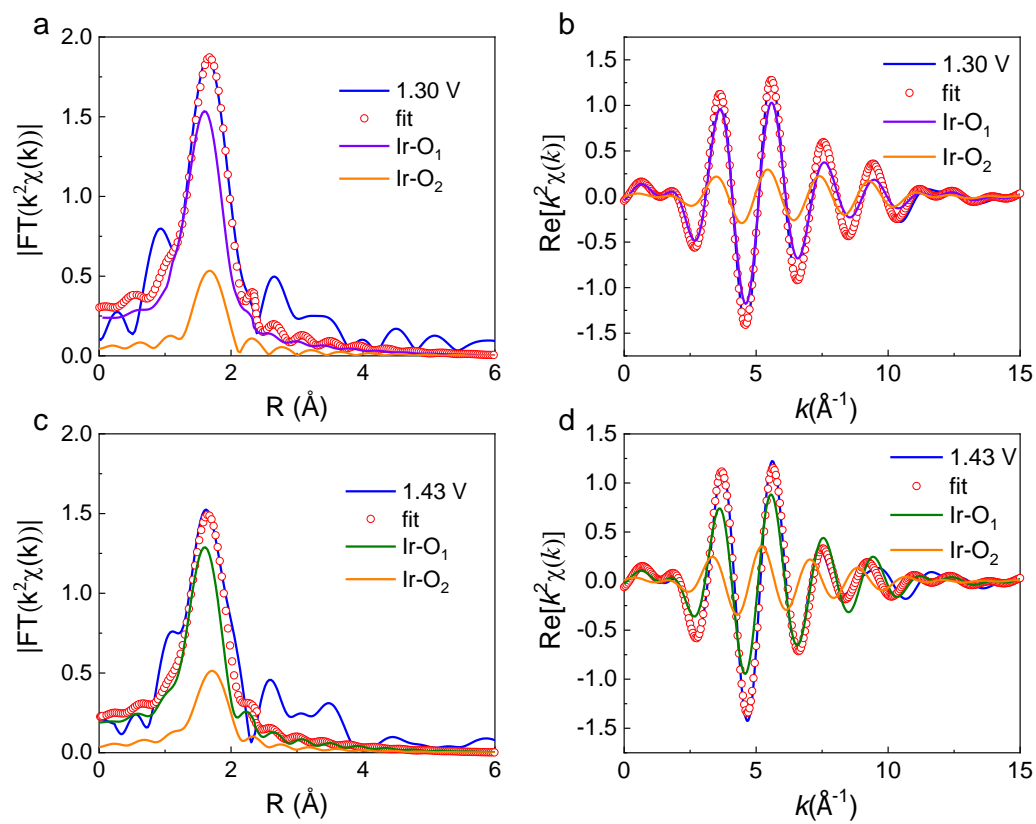 a
2.0
1.5
1.0
0.5
0.0
|FT(k²χ(k))|
1.30 V
fit
Ir-O₁
Ir-O₂
0 2 4 6
R (Å)
b
1.5
1.0
0.5
0.0
-0.5
-1.0
-1.5
Re[k²χ(k)]
1.30 V
fit
Ir-O₁
Ir-O₂
0 5 10 15
k(Å⁻¹)
c
2.0
1.5
1.0
0.5
0.0
|FT(k²χ(k))|
1.43 V
fit
Ir-O₁
Ir-O₂
0 2 4 6
R (Å)
d
1.5
1.0
0.5
0.0
-0.5
-1.0
-1.5
Re[k²χ(k)]
1.43 V
fit
Ir-O₁
Ir-O₂
0 5 10 15
k(Å⁻¹)